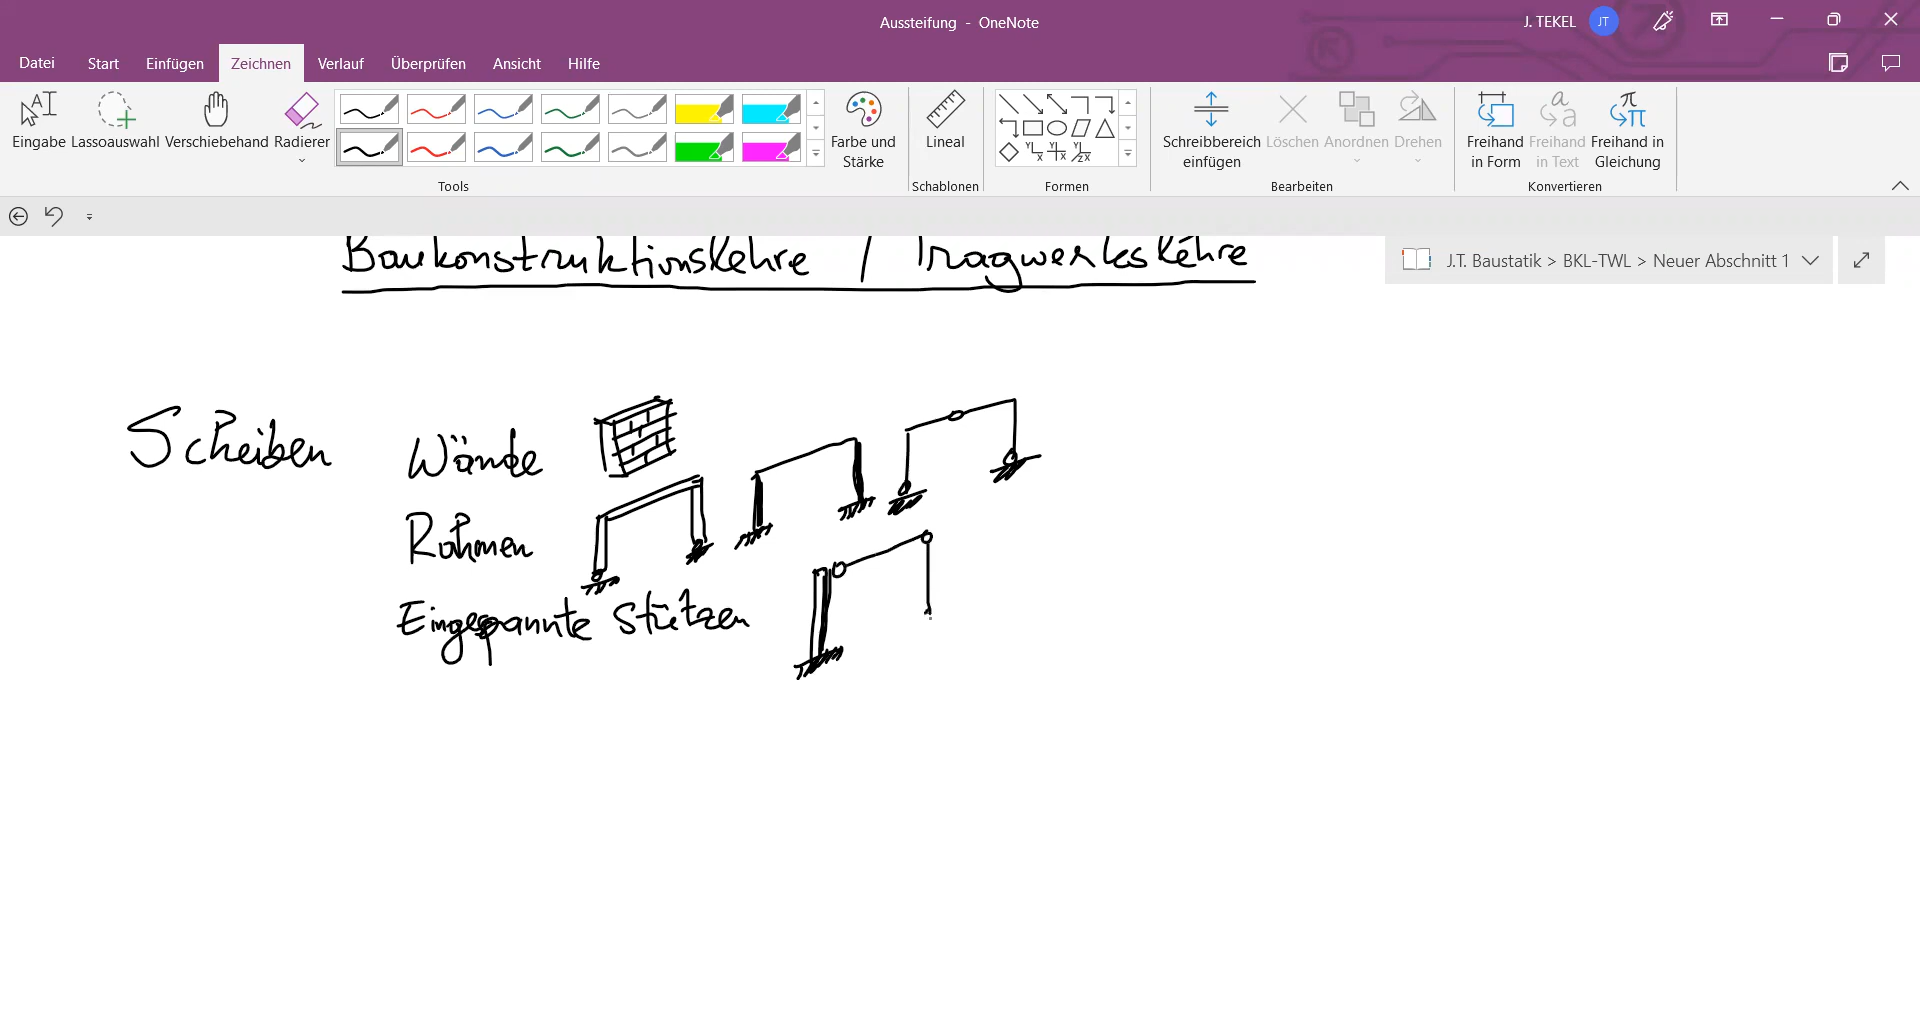 Aussteifung - OneNote
J. TEKEL JT
Datei Start Einfügen Zeichnen Verlauf Überprüfen Ansicht Hilfe
Eingabe Lassoauswahl Verschiebehand Radierer
Farbe und
Stärke
Lineal
Schreibbereich
einfügen
Löschen Anordnen Drehen
Freihand
in Form
Freihand
in Text
Freihand in
Gleichung
Tools Schablonen Formen Bearbeiten Konvertieren
Baukonstruktionslehre / Tragwerkslehre
J.T. Baustatik > BKL-TWL > Neuer Abschnitt 1
Scheiben Wände
Rahmen
Eingespannte Stützen